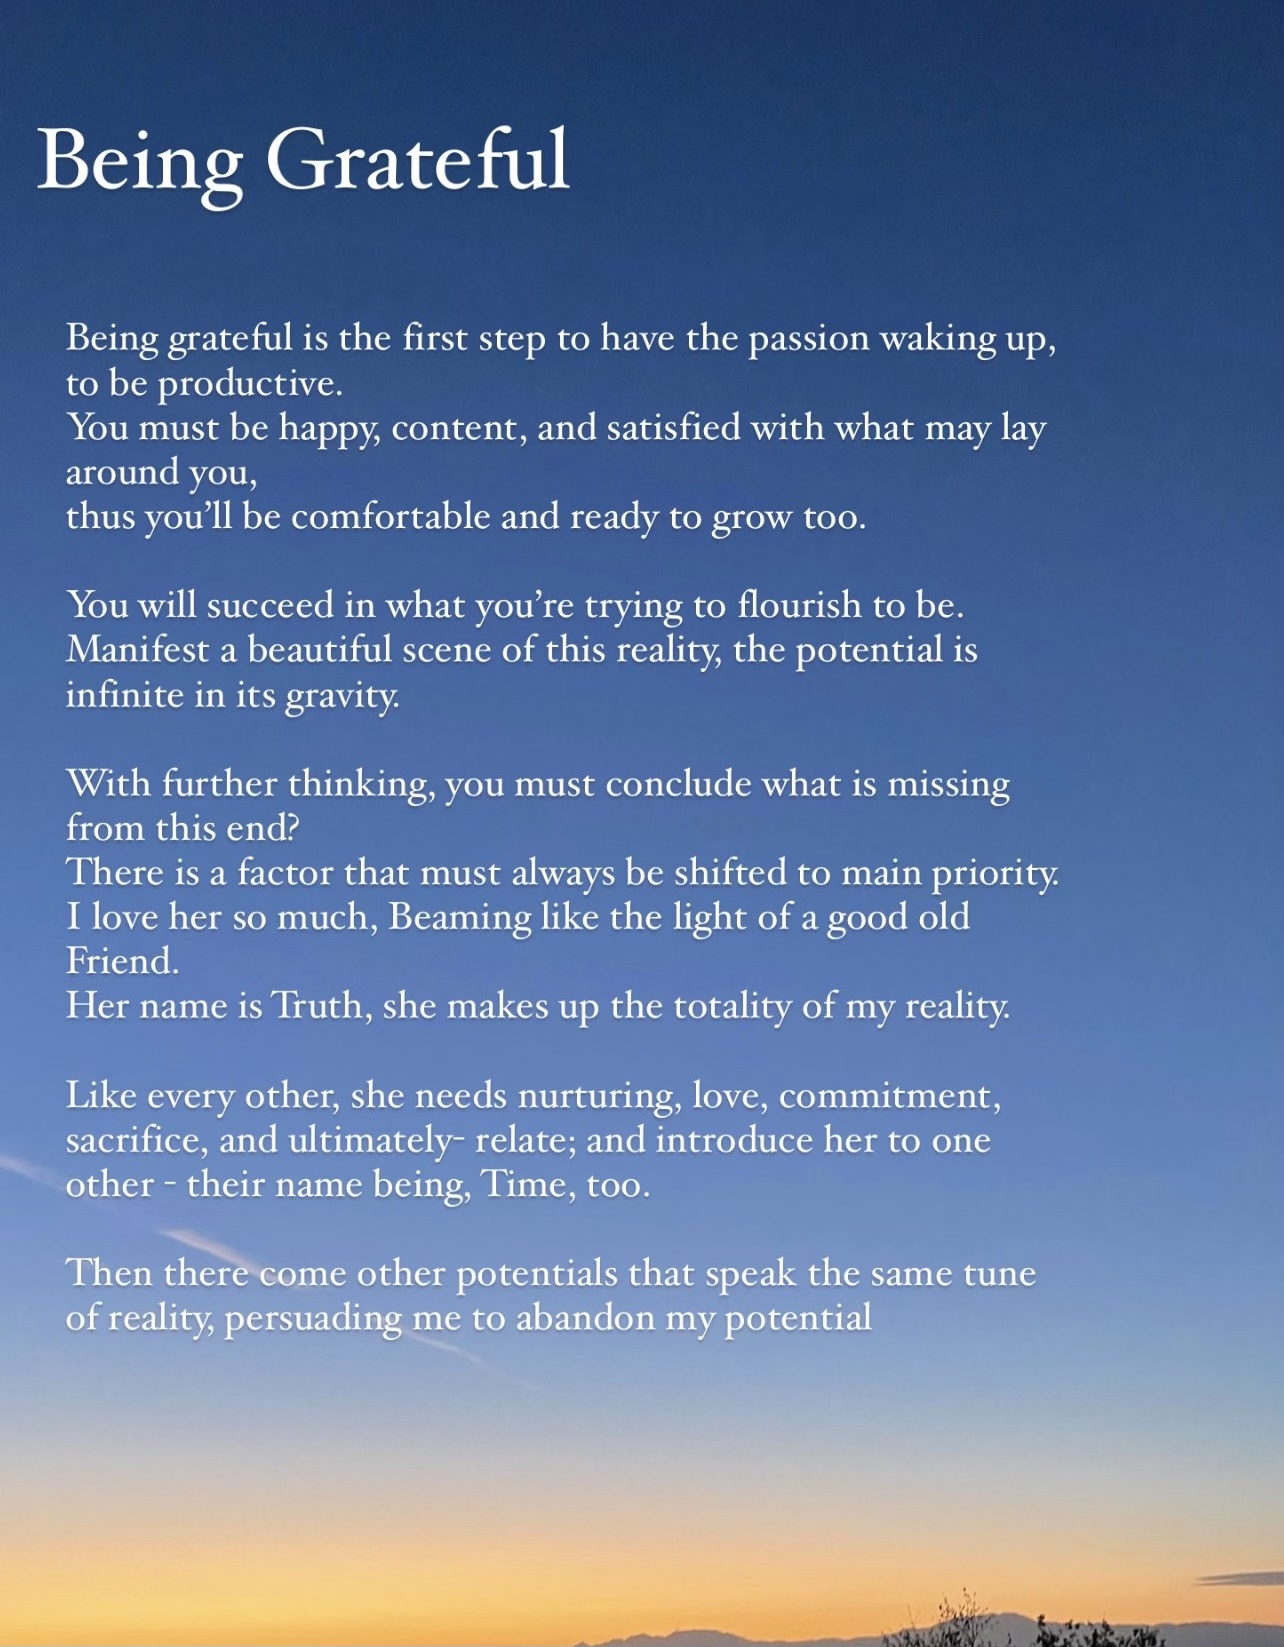 Being Grateful
Being grateful is the first step to have the passion waking up,
to be productive.
You must be happy, content, and satisfied with what may lay
around you,
thus you’ll be comfortable and ready to grow too.
You will succeed in what you’re trying to flourish to be.
Manifest a beautiful scene of this reality, the potential is
infinite in its gravity.
With further thinking, you must conclude what is missing
from this end?
There is a factor that must always be shifted to main priority.
I love her so much, Beaming like the light of a good old
Friend.
Her name is Truth, she makes up the totality of my reality.
Like every other, she needs nurturing, love, commitment,
sacrifice, and ultimately- relate; and introduce her to one
other - their name being, Time, too.
Then there come other potentials that speak the same tune
of reality, persuading me to abandon my potential